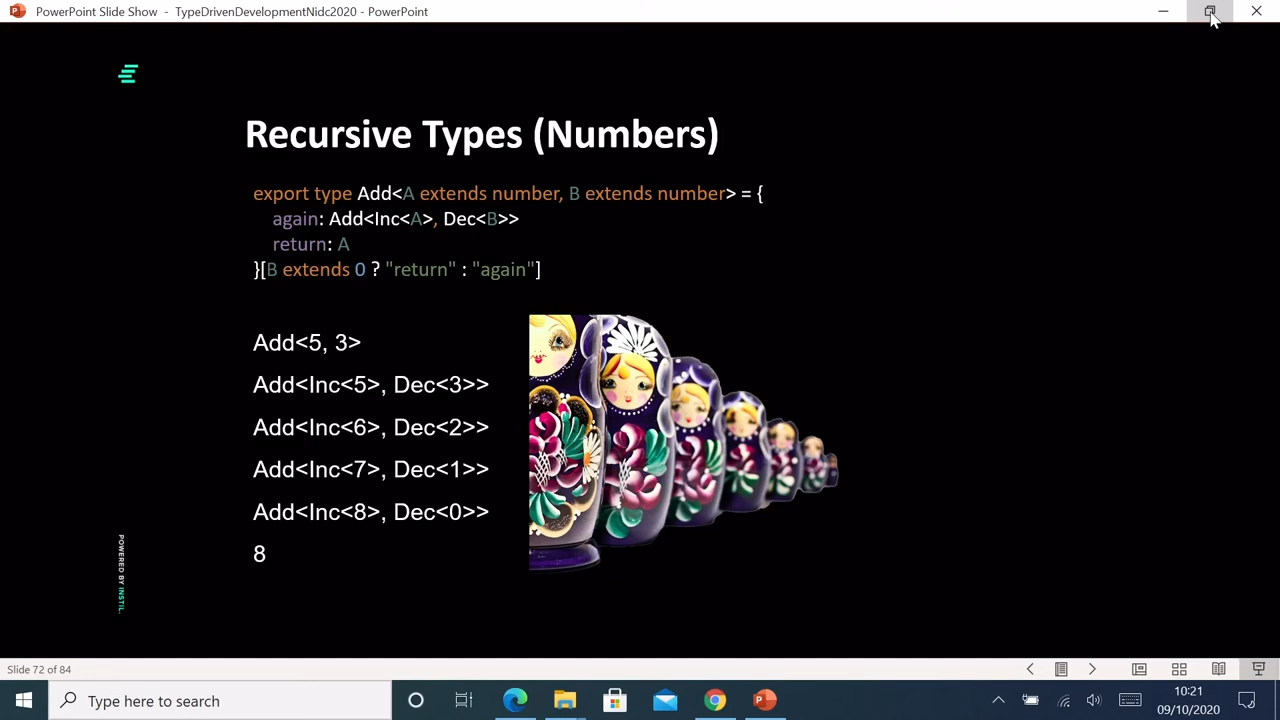 PowerPoint Slide Show - TypeDrivenDevelopmentNidc2020 - PowerPoint
Recursive Types (Numbers)
export type Add<A extends number, B extends number> = {
again: Add<Inc<A>, Dec<B>>
return: A
}[B extends 0 ? "return" : "again"]
Add<5, 3>
Add<Inc<5>, Dec<3>>
Add<Inc<6>, Dec<2>>
Add<Inc<7>, Dec<1>>
Add<Inc<8>, Dec<0>>
8
POWERED BY INSTIL.
Slide 72 of 84
Type here to search
10:21
09/10/2020